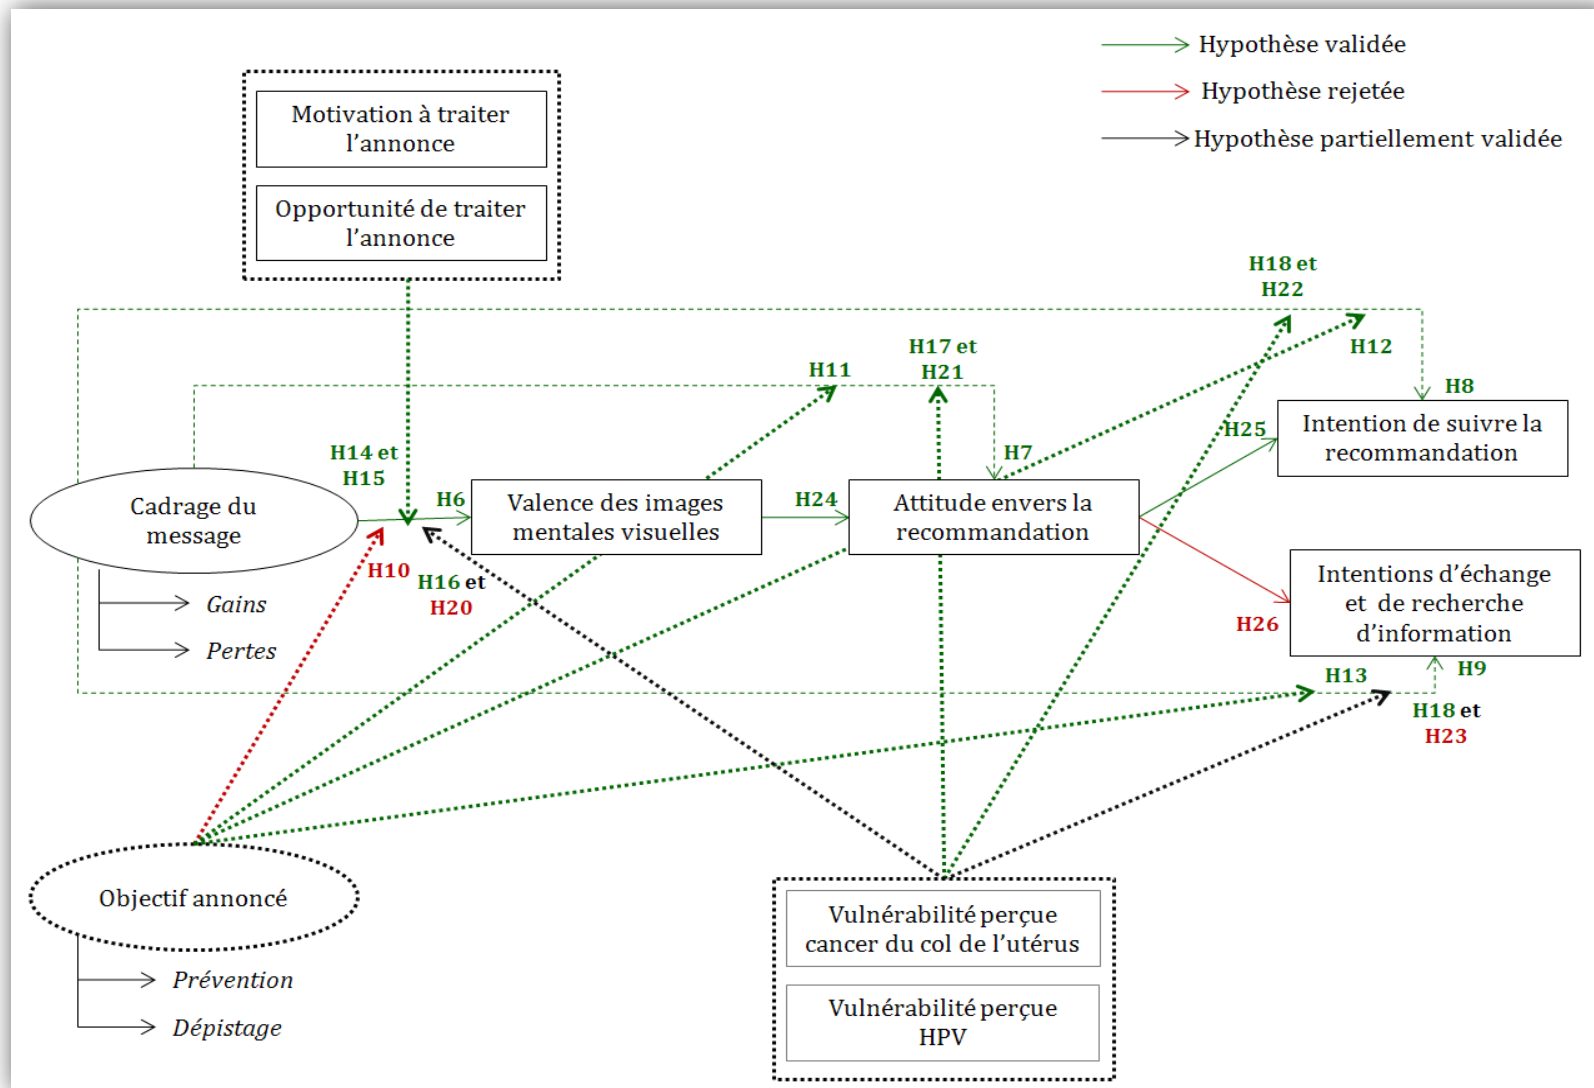 Hypothèse validée
Hypothèse rejetée
Hypothèse partiellement validée
Motivation à traiter
l’annonce
Opportunité de traiter
l’annonce
H18 et
H22
H12
H17 et
H21
H11
H8
H25
Intention de suivre la
recommandation
H14 et
H15
H7
Cadrage du
message
H6
Valence des images
mentales visuelles
H24
Attitude envers la
recommandation
H10
H16 et
H20
Gains
Pertes
Intentions d’échange
et de recherche
d’information
H26
H13
H9
H18 et
H23
Objectif annoncé
Prévention
Dépistage
Vulnérabilité perçue
cancer du col de l’utérus
Vulnérabilité perçue
HPV